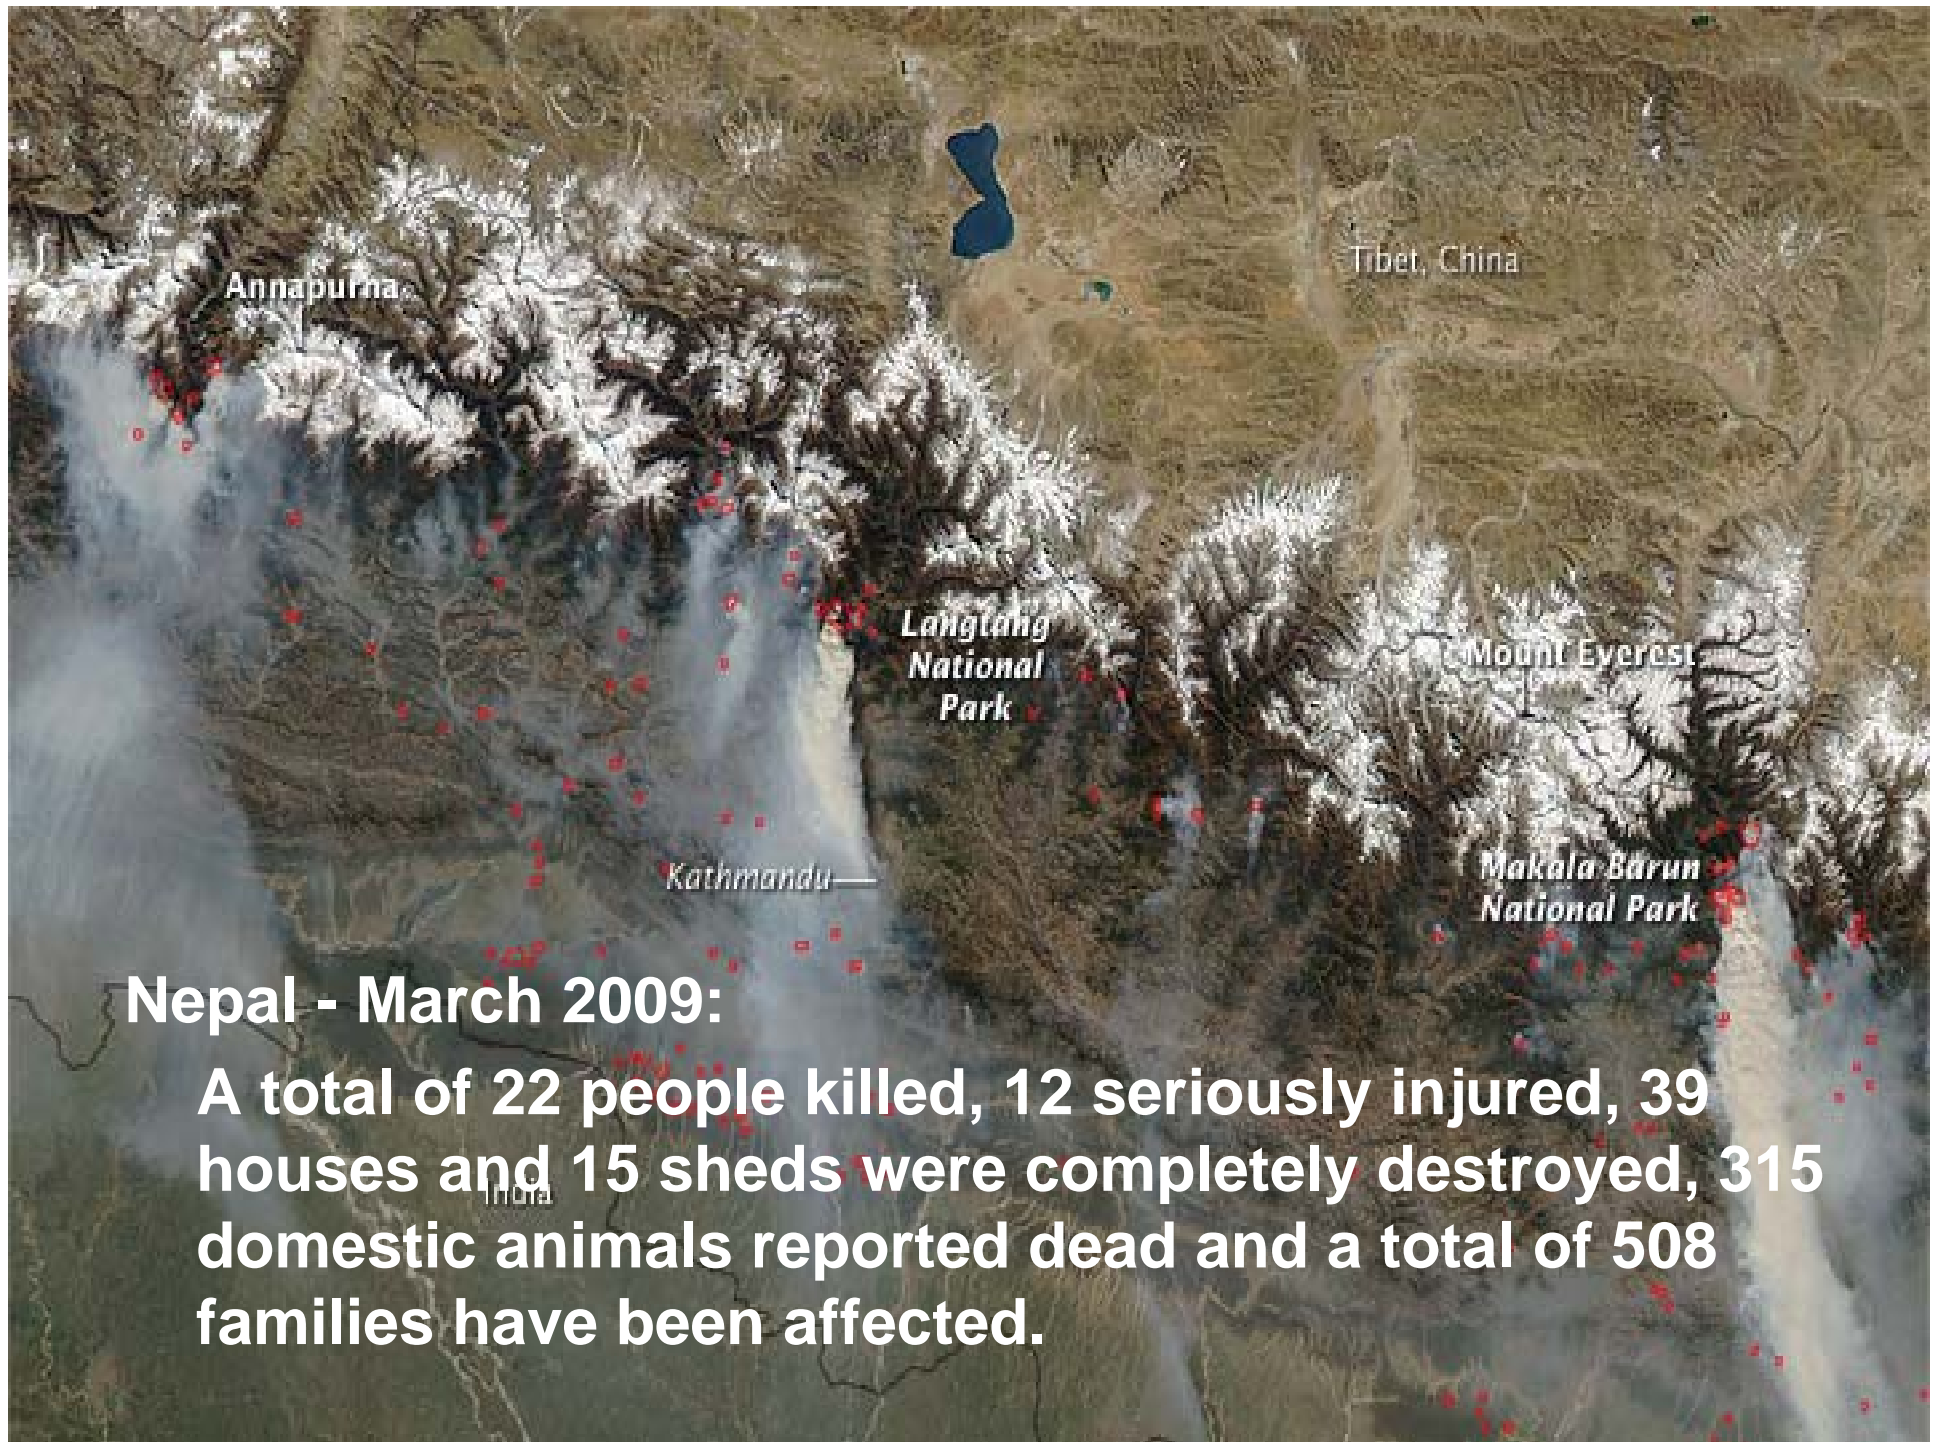 Tibet, China
Annapurna
Langtang
National
Park
Mount Everest
Kathmandu
Makala Barun
National Park
Nepal - March 2009:
A total of 22 people killed, 12 seriously injured, 39
houses and 15 sheds were completely destroyed, 315
India
domestic animals reported dead and a total of 508
families have been affected.